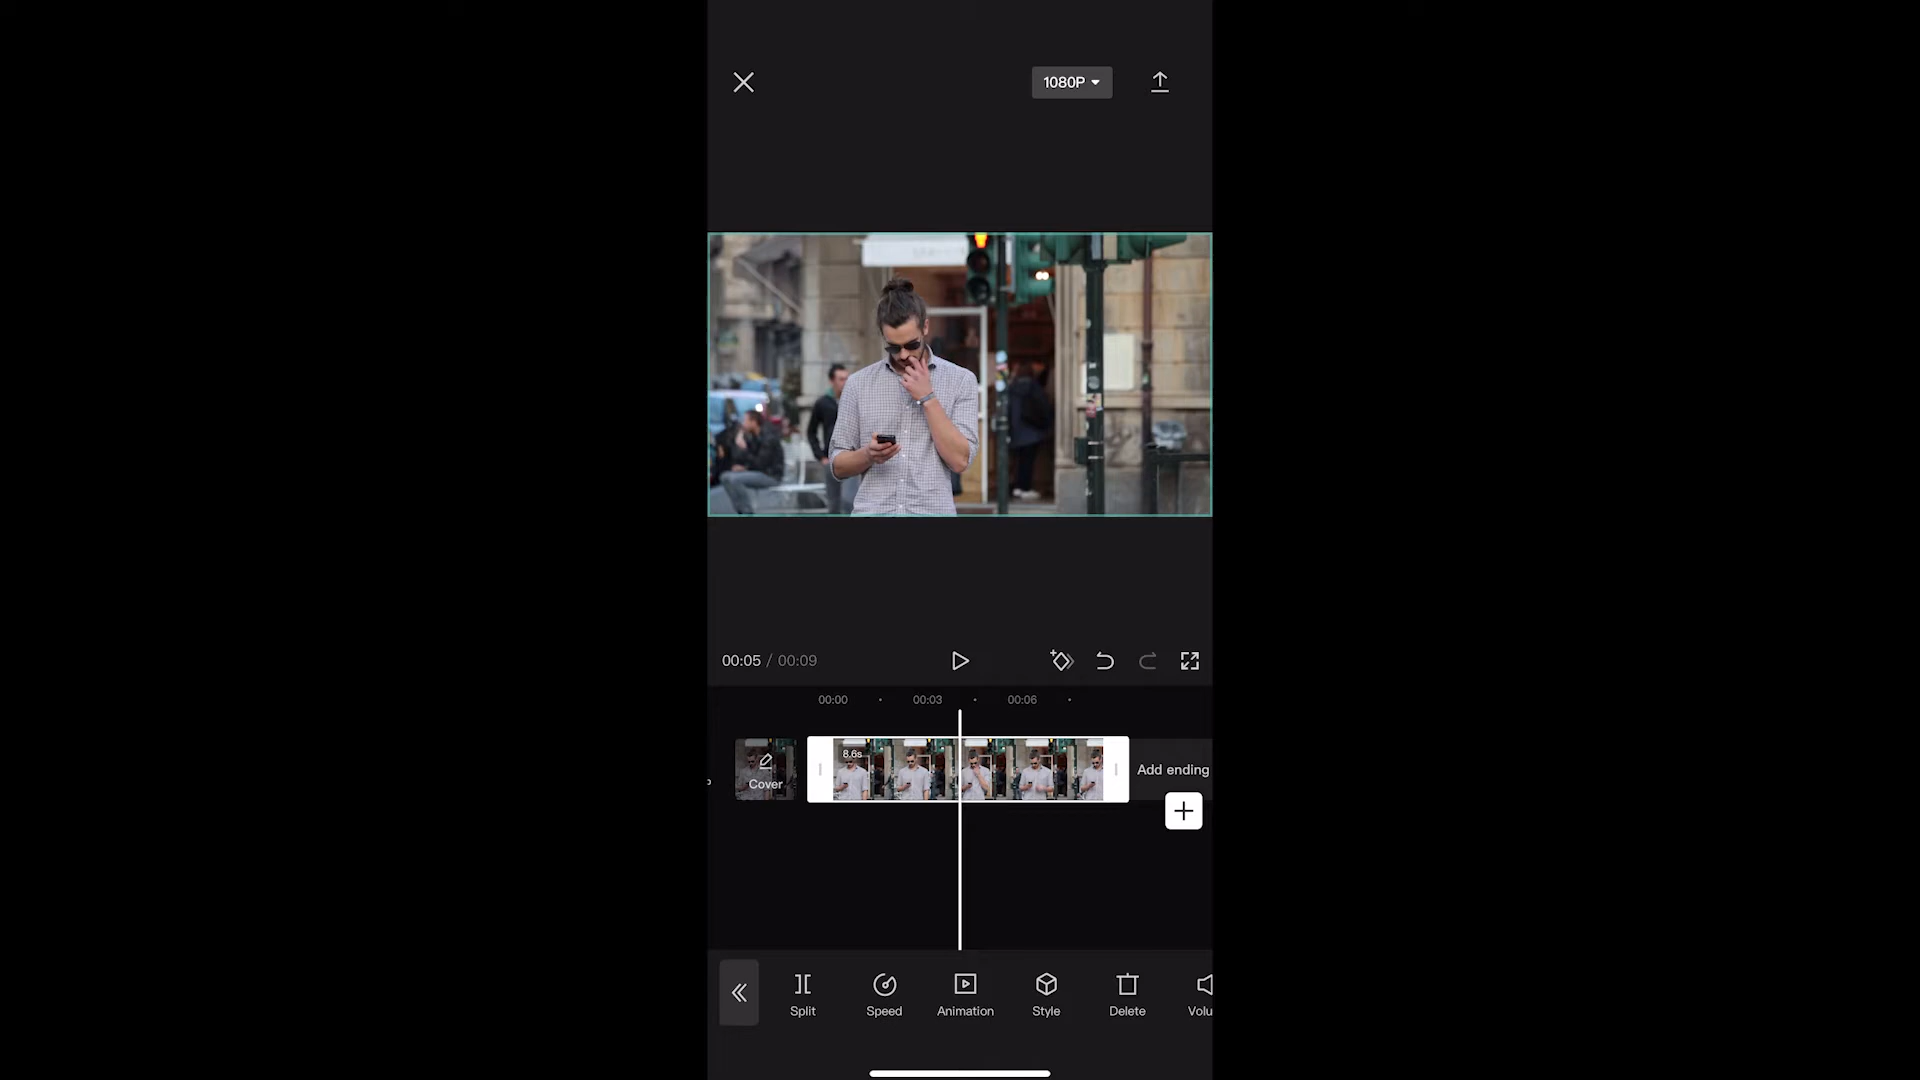 1080P
00:05 / 00:09
00:00 00:03 00:06
8.6s
Cover
Add ending
Split Speed Animation Style Delete Volu